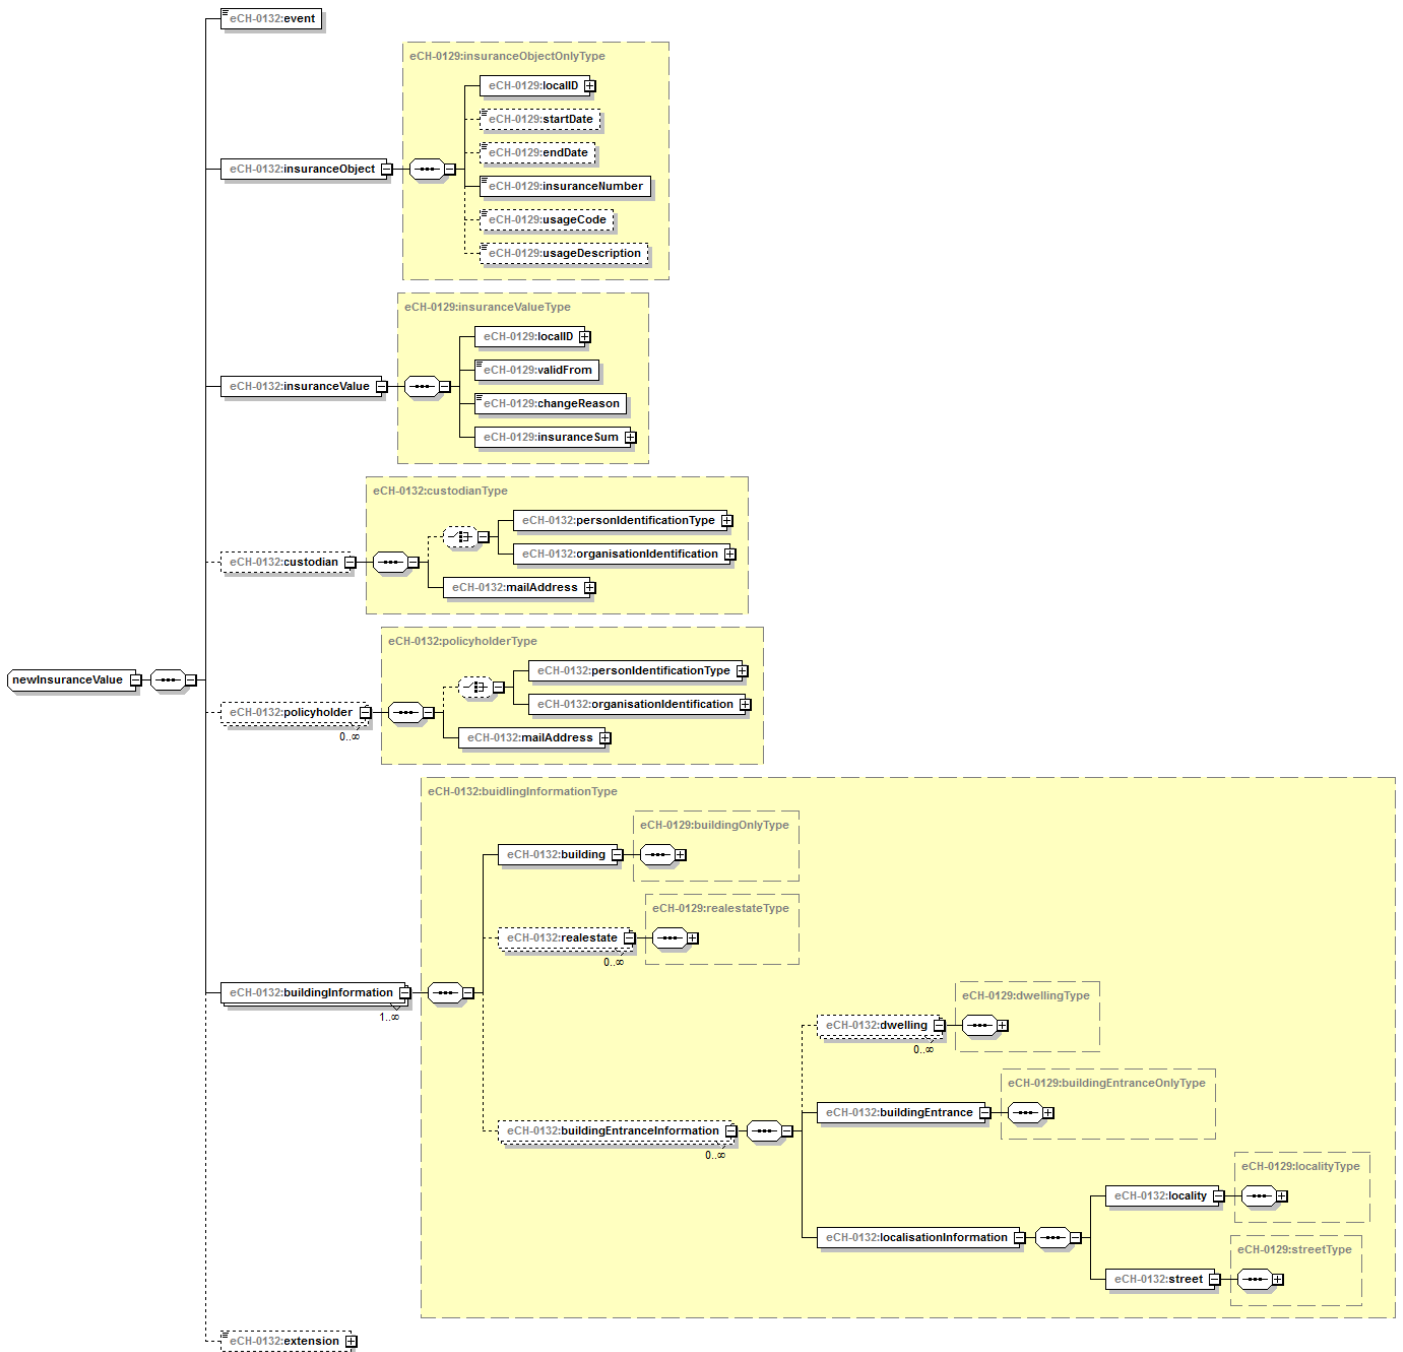 eCH-0132:event
eCH-0129:insuranceObjectOnlyType
eCH-0129:localID
eCH-0129:startDate
eCH-0129:endDate
eCH-0132:insuranceObject
eCH-0129:insuranceNumber
eCH-0129:usageCode
eCH-0129:usageDescription
eCH-0129:insuranceValueType
eCH-0129:localID
eCH-0129:validFrom
eCH-0132:insuranceValue
eCH-0129:changeReason
eCH-0129:insuranceSum
eCH-0132:custodianType
eCH-0132:personIdentificationType
eCH-0132:organisationIdentification
eCH-0132:custodian
eCH-0132:mailAddress
eCH-0132:policyholderType
eCH-0132:personIdentificationType
newInsuranceValue
eCH-0132:organisationIdentification
eCH-0132:policyholder
0..∞
eCH-0132:mailAddress
eCH-0132:buidlingInformationType
eCH-0129:buildingOnlyType
eCH-0132:building
eCH-0129:realestateType
eCH-0132:realestate
0..∞
eCH-0132:buildingInformation
1..∞
eCH-0129:dwellingType
eCH-0132:dwelling
0..∞
eCH-0129:buildingEntranceOnlyType
eCH-0132:buildingEntrance
eCH-0132:buildingEntranceInformation
0..∞
eCH-0129:localityType
eCH-0132:locality
eCH-0132:localisationInformation
eCH-0129:streetType
eCH-0132:street
eCH-0132:extension